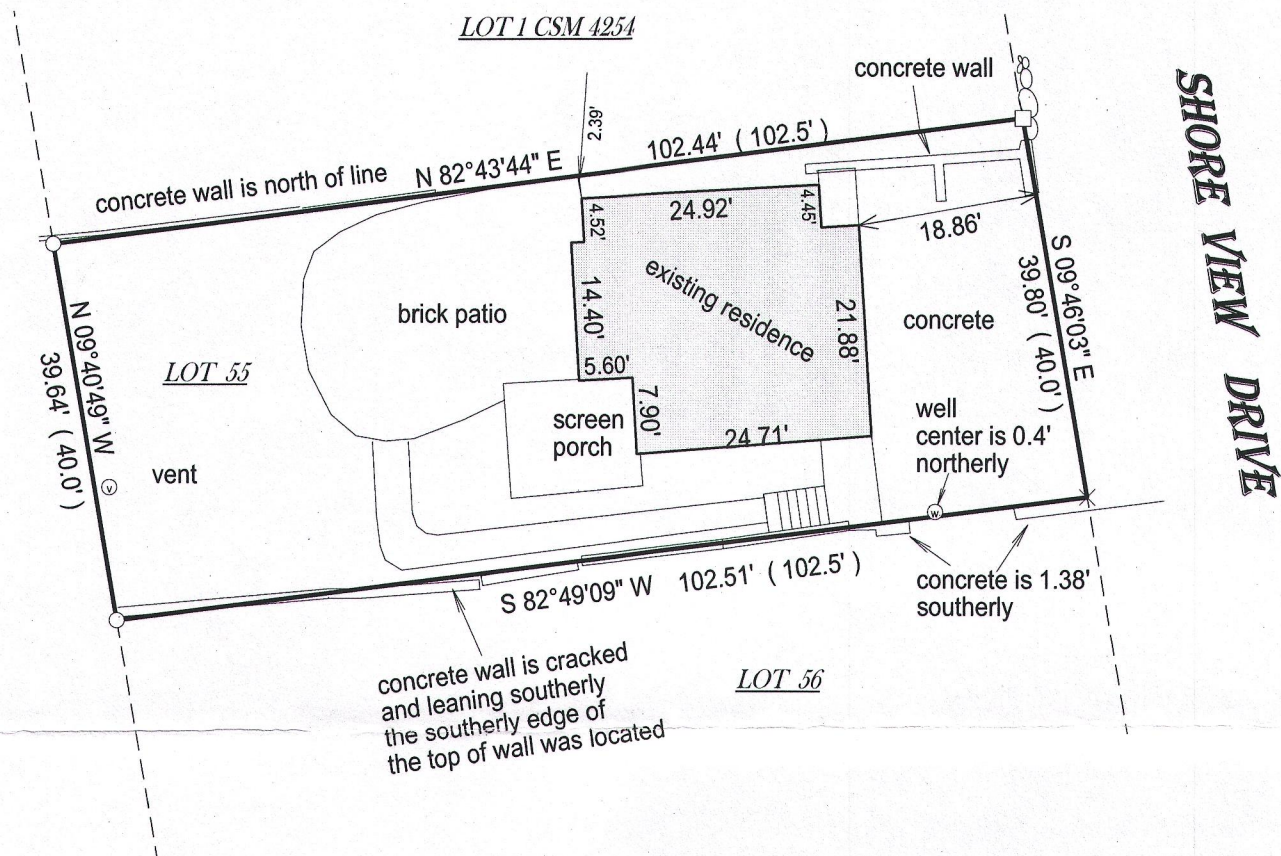 LOT 1 CSM 4254
concrete wall
SHORE VIEW DRIVE
2.39'
102.44' ( 102.5' )
N 82°43'44" E
concrete wall is north of line
4.52'
24.92'
4.45'
18.86'
S 09°46'03" E
39.80' ( 40.0' )
existing residence
14.40'
21.88'
brick patio
concrete
N 09°40'49" W
39.64' ( 40.0' )
LOT 55
5.60'
7.90'
screen
porch
24.71'
well
center is 0.4'
northerly
vent
V
W
S 82°49'09" W 102.51' ( 102.5' )
concrete is 1.38'
southerly
concrete wall is cracked
and leaning southerly
the southerly edge of
the top of wall was located
LOT 56